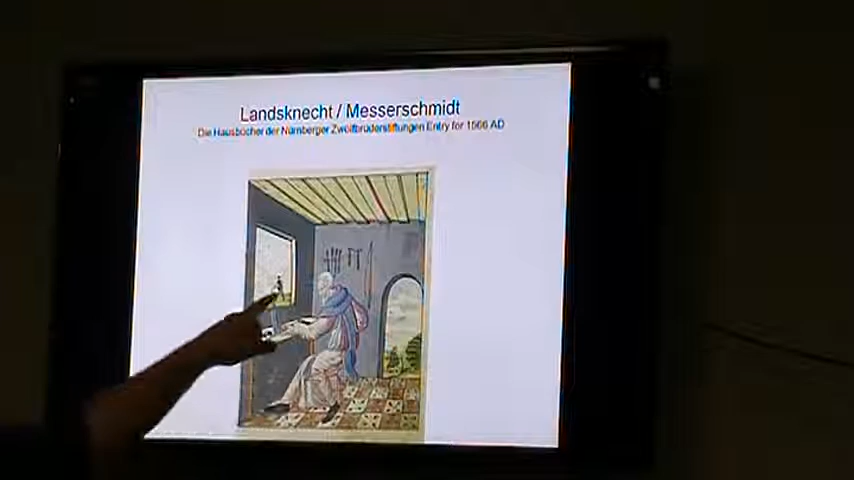 Landsknecht / Messerschmidt
Die Hausbücher der Nürnberger Zwölfbrüderstiftungen Entry for 1566 AD